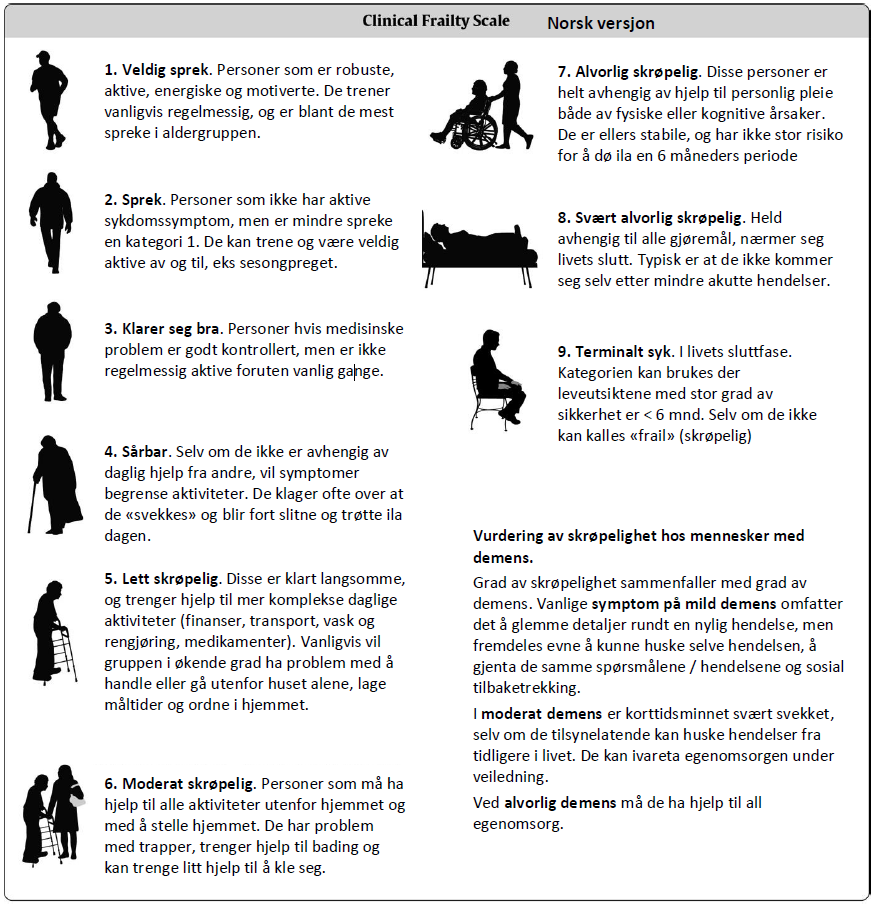 Clinical Frailty Scale Norsk versjon
1. Veldig sprek. Personer som er robuste,
aktive, energiske og motiverte. De trener
vanligvis regelmessig, og er blant de mest
spreke i aldergruppen.
2. Sprek. Personer som ikke har aktive
sykdomssymptom, men er mindre spreke
en kategori 1. De kan trene og være veldig
aktive av og til, eks sesongpreget.
3. Klarer seg bra. Personer hvis medisinske
problem er godt kontrollert, men er ikke
regelmessig aktive foruten vanlig gange.
4. Sårbar. Selv om de ikke er avhengig av
daglig hjelp fra andre, vil symptomer
begrense aktiviteter. De klager ofte over at
de «svekkes» og blir fort slitne og trøtte ila
dagen.
5. Lett skrøpelig. Disse er klart langsomme,
og trenger hjelp til mer komplekse daglige
aktiviteter (finanser, transport, vask og
rengjøring, medikamenter). Vanligvis vil
gruppen i økende grad ha problem med å
handle eller gå utenfor huset alene, lage
måltider og ordne i hjemmet.
6. Moderat skrøpelig. Personer som må ha
hjelp til alle aktiviteter utenfor hjemmet og
med å stelle hjemmet. De har problem
med trapper, trenger hjelp til bading og
kan trenge litt hjelp til å kle seg.
7. Alvorlig skrøpelig. Disse personer er
helt avhengig av hjelp til personlig pleie
både av fysiske eller kognitive årsaker.
De er ellers stabile, og har ikke stor risiko
for å dø ila en 6 måneders periode
8. Svært alvorlig skrøpelig. Held
avhengig til alle gjøremål, nærmer seg
livets slutt. Typisk er at de ikke kommer
seg selv etter mindre akutte hendelser.
9. Terminalt syk. I livets sluttfase.
Kategorien kan brukes der
leveutsiktene med stor grad av
sikkerhet er < 6 mnd. Selv om de ikke
kan kalles «frail» (skrøpelig)
Vurdering av skrøpelighet hos mennesker med
demens.
Grad av skrøpelighet sammenfaller med grad av
demens. Vanlige symptom på mild demens omfatter
det å glemme detaljer rundt en nylig hendelse, men
fremdeles evne å kunne huske selve hendelsen, å
gjenta de samme spørsmålene / hendelsene og sosial
tilbaketrekking.
I moderat demens er korttidsminnet svært svekket,
selv om de tilsynelatende kan huske hendelser fra
tidligere i livet. De kan ivareta egenomsorgen under
veiledning.
Ved alvorlig demens må de ha hjelp til all
egenomsorg.